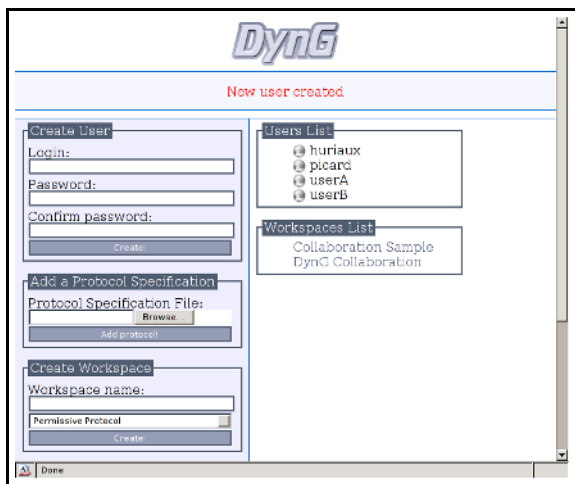 DynG
New user created
Create User
Login:
Password:
Confirm password:
Create!
Add a Protocol Specification
Protocol Specification File:
Browse...
Add protocol!
Create Workspace
Workspace name:
Permissive Protocol
Create!
Users List
huriaux
picard
userA
userB
Workspaces List
Collaboration Sample
DynG Collaboration
Done